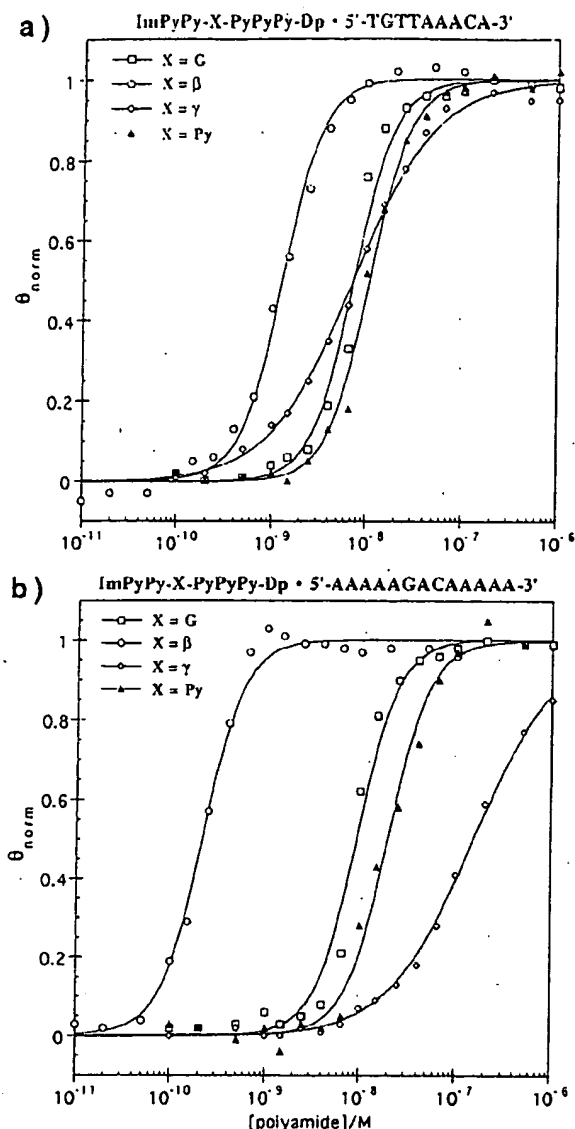 a) ImPyPy-X-PyPyPy-Dp • 5'-TGTTAAACA-3'
X = G
X = β
X = γ
X = Py
1
0.8
0.6
0.4
0.2
0
θnorm
10⁻¹¹ 10⁻¹⁰ 10⁻⁹ 10⁻⁸ 10⁻⁷ 10⁻⁶
b) ImPyPy-X-PyPyPy-Dp • 5'-AAAAAGACAAAAA-3'
X = G
X = β
X = γ
X = Py
1
0.8
0.6
0.4
0.2
0
θnorm
10⁻¹¹ 10⁻¹⁰ 10⁻⁹ 10⁻⁸ 10⁻⁷ 10⁻⁶
[polyamide]/M